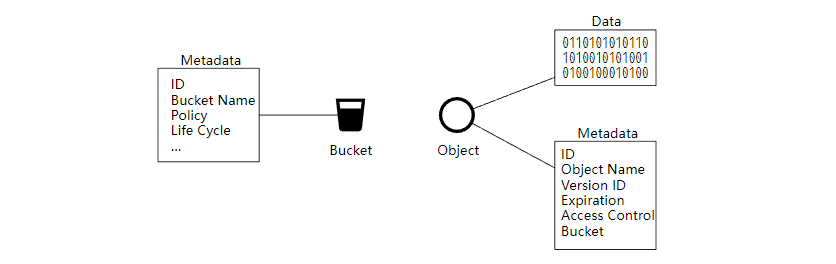 Metadata
ID
Bucket Name
Policy
Life Cycle
...
Bucket
Object
Data
0110101010110
1010010101001
0100100010100
Metadata
ID
Object Name
Version ID
Expiration
Access Control
Bucket